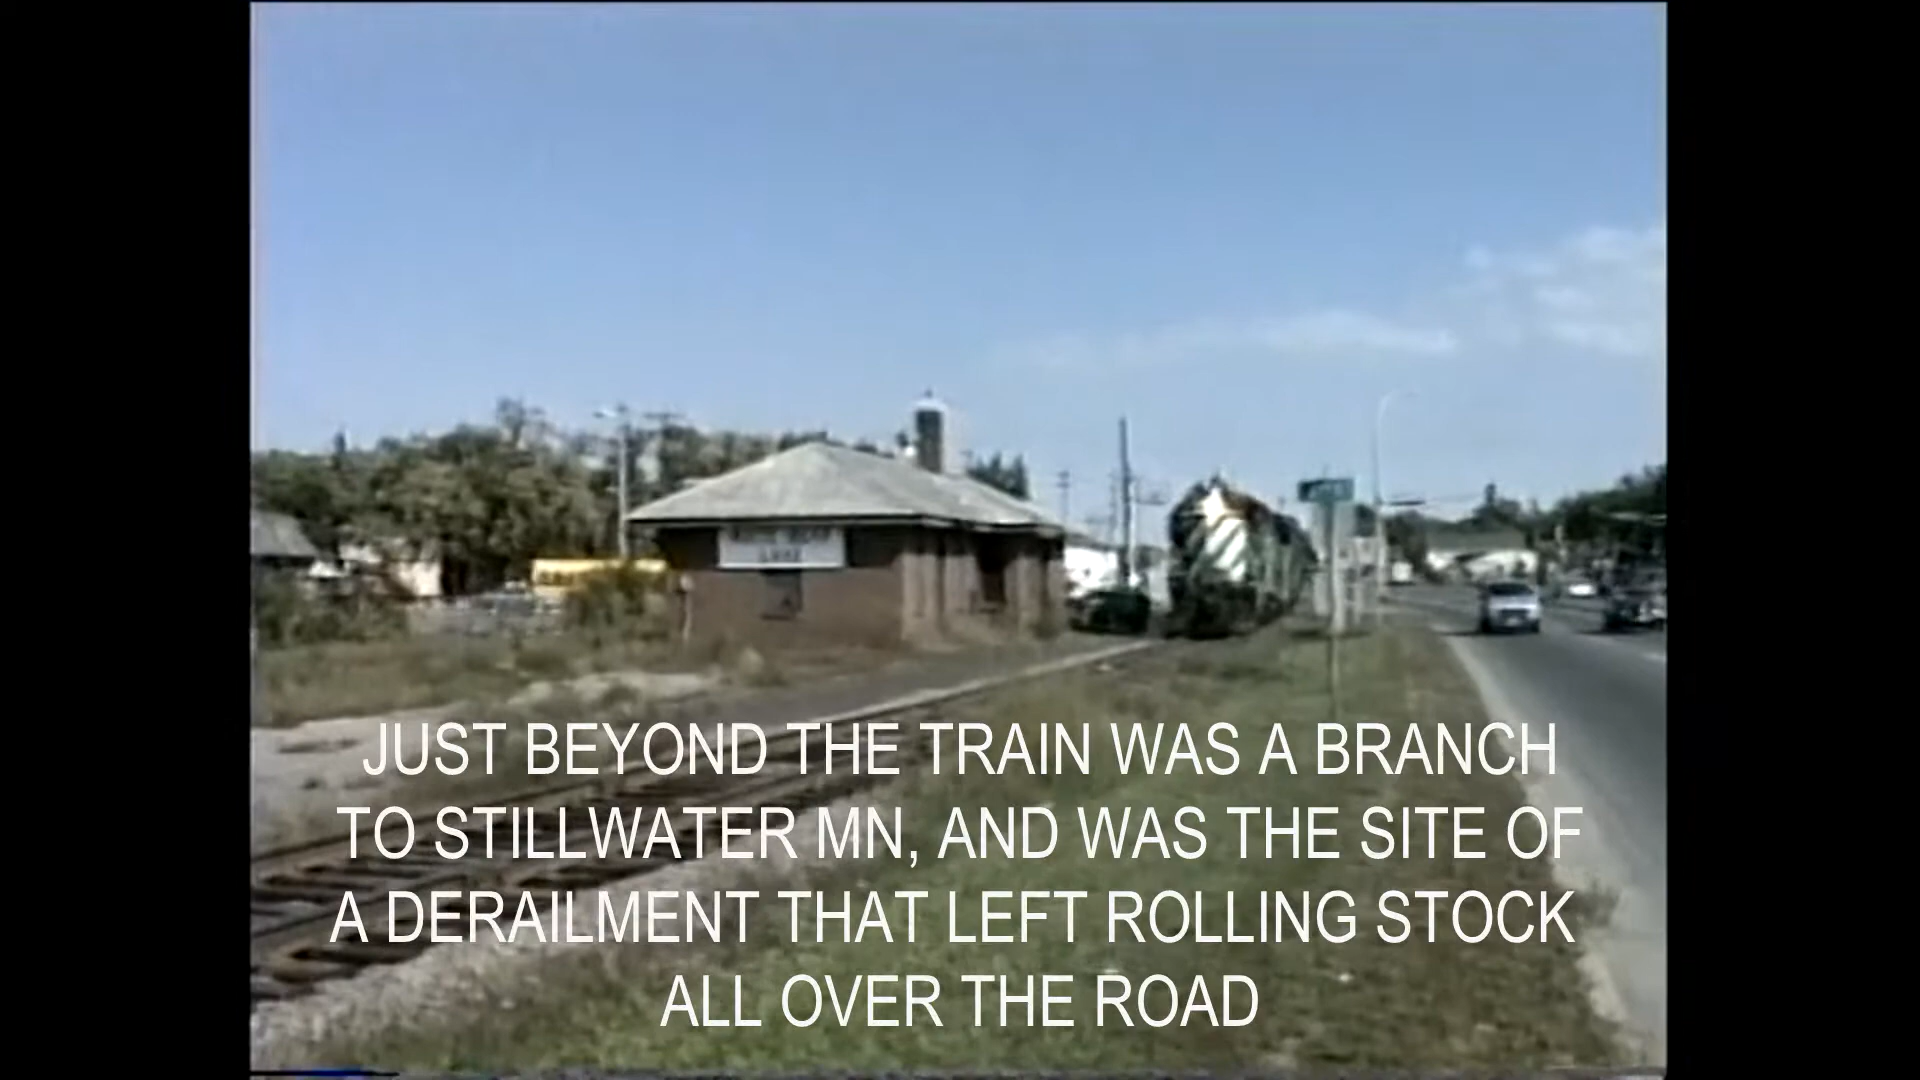 JUST BEYOND THE TRAIN WAS A BRANCH
TO STILLWATER MN, AND WAS THE SITE OF
A DERAILMENT THAT LEFT ROLLING STOCK
ALL OVER THE ROAD